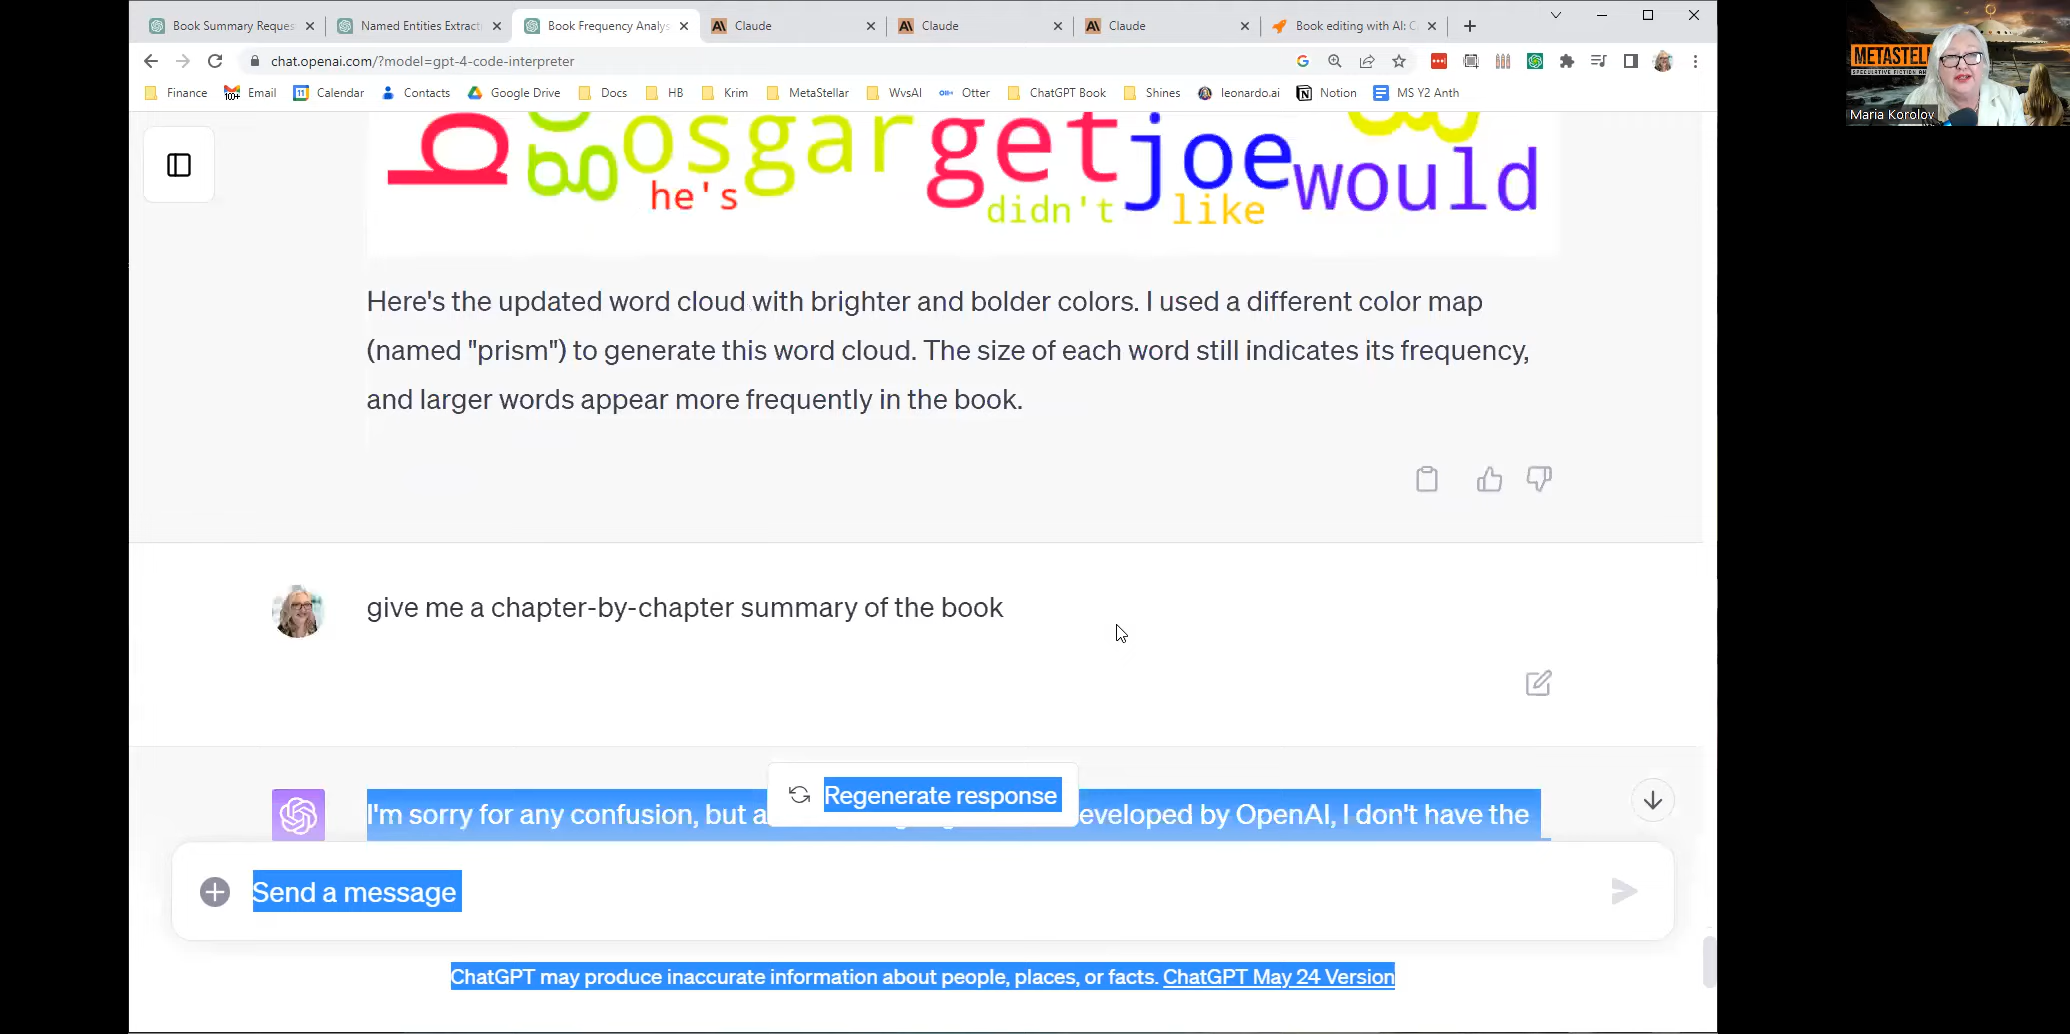 Book Summary Reques
Named Entities Extract
Book Frequency Analys
Claude
Claude
Claude
Book editing with AI: C
chat.openai.com/?model=gpt-4-code-interpreter
Finance
100+ Email
11 Calendar
Contacts
Google Drive
Docs
HB
Krim
MetaStellar
WvsAI
Otter
ChatGPT Book
Shines
leonardo.ai
Notion
MS Y2 Anth
METASTELL
SPECULATIVE FICTION AN
Maria Korolov
osgar get joe would
he's didn't like
Here's the updated word cloud with brighter and bolder colors. I used a different color map
(named "prism") to generate this word cloud. The size of each word still indicates its frequency,
and larger words appear more frequently in the book.
give me a chapter-by-chapter summary of the book
I'm sorry for any confusion, but a
eveloped by OpenAI, I don't have the
Regenerate response
Send a message
ChatGPT may produce inaccurate information about people, places, or facts. ChatGPT May 24 Version